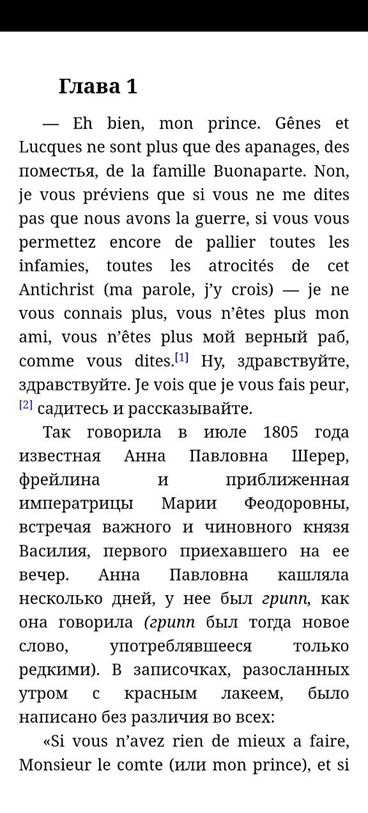 Глава 1
— Eh bien, mon prince. Gênes et
Lucques ne sont plus que des apanages, des
поместья, de la famille Buonaparte. Non,
je vous préviens que si vous ne me dites
pas que nous avons la guerre, si vous vous
permettez encore de pallier toutes les
infamies, toutes les atrocités de cet
Antichrist (ma parole, j’y crois) — je ne
vous connais plus, vous n’êtes plus mon
ami, vous n’êtes plus мой верный раб,
comme vous dites.[1] Ну, здравствуйте,
здравствуйте. Je vois que je vous fais peur,
[2] садитесь и рассказывайте.
Так говорила в июле 1805 года
известная Анна Павловна Шерер,
фрейлина и приближенная
императрицы Марии Феодоровны,
встречая важного и чиновного князя
Василия, первого приехавшего на ее
вечер. Анна Павловна кашляла
несколько дней, у нее был грипп, как
она говорила (грипп был тогда новое
слово, употреблявшееся только
редкими). В записочках, разосланных
утром с красным лакеем, было
написано без различия во всех:
«Si vous n’avez rien de mieux a faire,
Monsieur le comte (или mon prince), et si